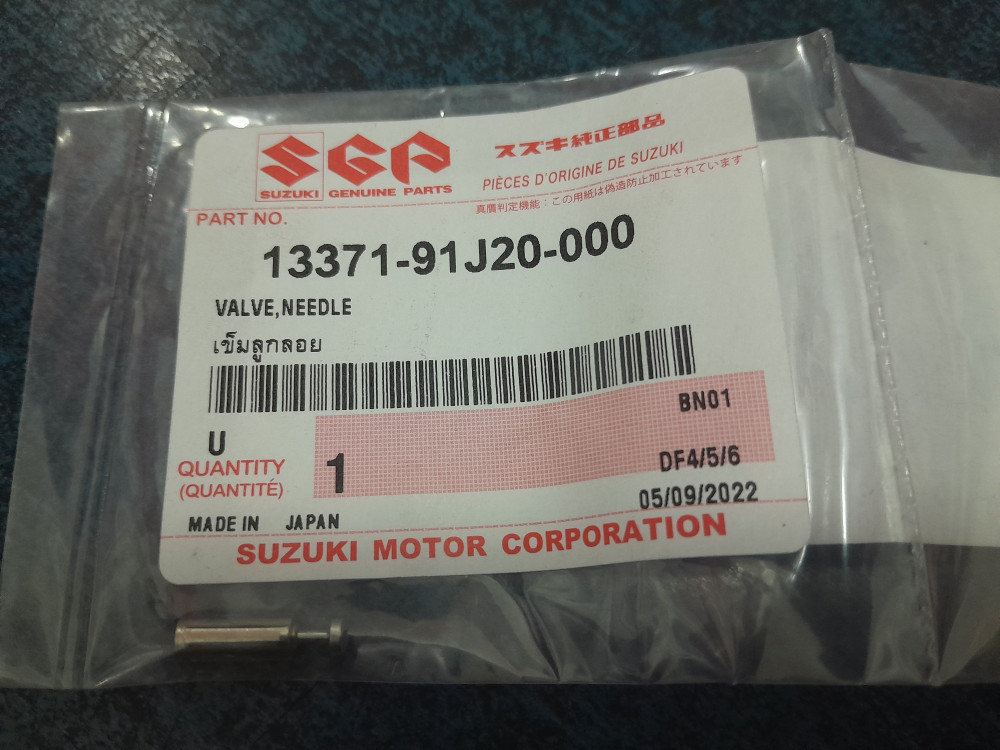 SUZUKI
SGP
GENUINE PARTS
スズキ純正部品
PIÈCES D'ORIGINE DE SUZUKI
真贋判定機能：この用紙は偽造防止加工されています
PART NO.
13371-91J20-000
VALVE,NEEDLE
เข็มลูกลอย
BN01
U
QUANTITY
(QUANTITÉ)
1
DF4/5/6
05/09/2022
MADE IN JAPAN
SUZUKI MOTOR CORPORATION